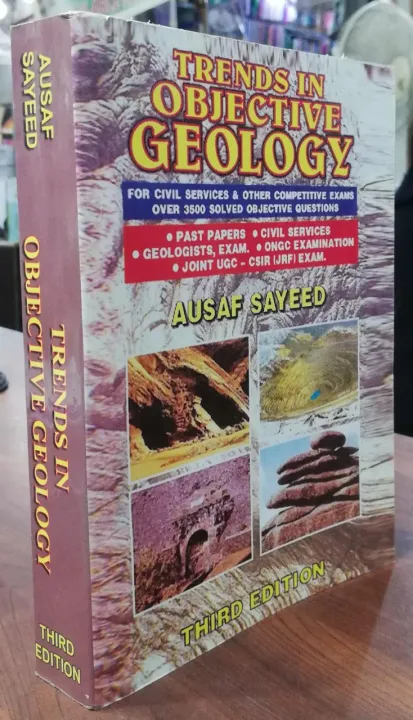 AUSAF
SAYEED
TRENDS IN
OBJECTIVE GEOLOGY
THIRD
EDITION
TRENDS IN
OBJECTIVE
GEOLOGY
FOR CIVIL SERVICES & OTHER COMPETITIVE EXAMS
OVER 3500 SOLVED OBJECTIVE QUESTIONS
• PAST PAPERS • CIVIL SERVICES
• GEOLOGISTS, EXAM. • ONGC EXAMINATION
• JOINT UGC - CSIR (JRF) EXAM.
AUSAF SAYEED
THIRD EDITION